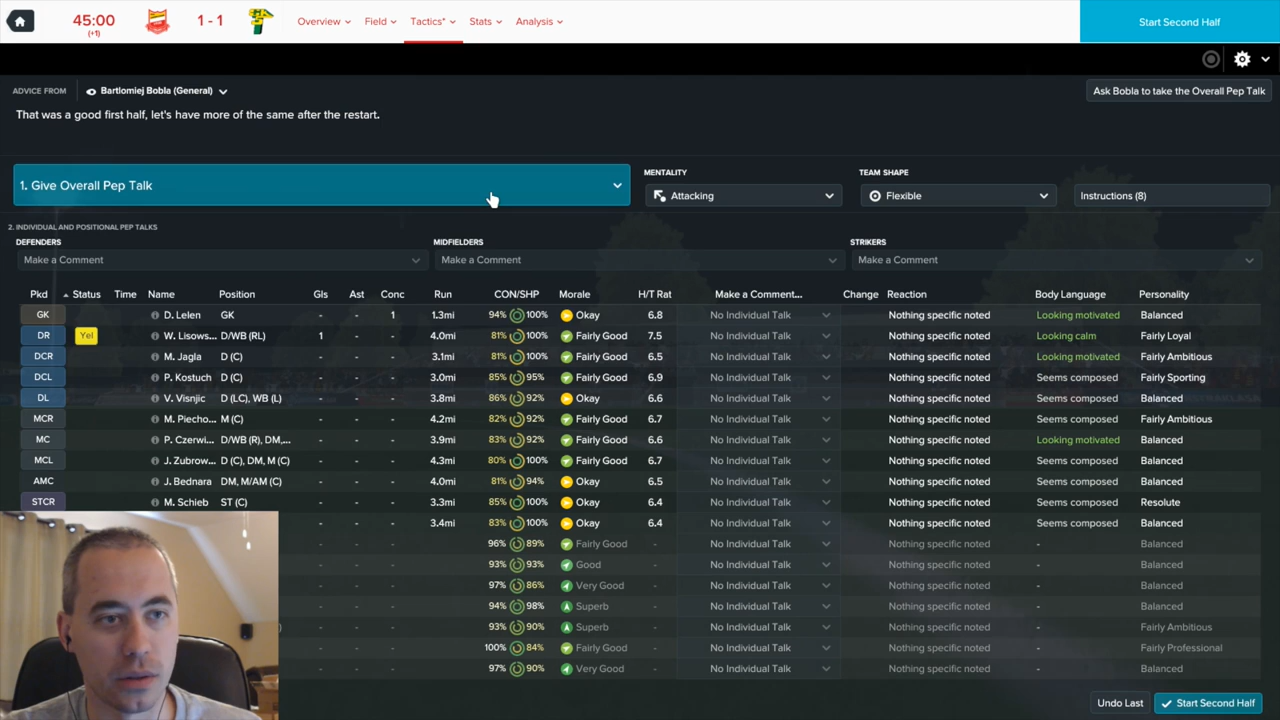 45:00
(+1)
1 - 1
Overview
Field
Tactics*
Stats
Analysis
Start Second Half
ADVICE FROM
Bartlomiej Bobla (General)
Ask Bobla to take the Overall Pep Talk
That was a good first half, let's have more of the same after the restart.
1. Give Overall Pep Talk
MENTALITY
Attacking
TEAM SHAPE
Flexible
Instructions (8)
2. INDIVIDUAL AND POSITIONAL PEP TALKS
DEFENDERS
Make a Comment
MIDFIELDERS
Make a Comment
STRIKERS
Make a Comment
Pkd Status Time Name Position Gls Ast Conc Run CON/SHP Morale H/T Rat Make a Comment... Change Reaction Body Language Personality
GK D. Lelen GK - - 1 1.3mi 94% 100% Okay 6.8 No Individual Talk Nothing specific noted Looking motivated Balanced
DR Yel W. Lisows... D/WB (RL) 1 - - 4.0mi 81% 100% Fairly Good 7.5 No Individual Talk Nothing specific noted Looking calm Fairly Loyal
DCR M. Jagla D (C) - - - 3.1mi 81% 100% Fairly Good 6.5 No Individual Talk Nothing specific noted Looking motivated Fairly Ambitious
DCL P. Kostuch D (C) - - - 3.0mi 85% 95% Fairly Good 6.9 No Individual Talk Nothing specific noted Seems composed Fairly Sporting
DL V. Visnjic D (LC), WB (L) - - - 3.8mi 86% 92% Okay 6.6 No Individual Talk Nothing specific noted Seems composed Balanced
MCR M. Piecho... M (C) - - - 4.2mi 82% 92% Fairly Good 6.7 No Individual Talk Nothing specific noted Seems composed Fairly Ambitious
MC P. Czerwi... D/WB (R), DM,... - - - 3.9mi 83% 92% Fairly Good 6.6 No Individual Talk Nothing specific noted Looking motivated Balanced
MCL J. Zubrow... D (C), DM, M (C) - - - 4.3mi 80% 100% Fairly Good 6.7 No Individual Talk Nothing specific noted Seems composed Balanced
AMC J. Bednara DM, M/AM (C) - - - 4.0mi 81% 94% Okay 6.5 No Individual Talk Nothing specific noted Seems composed Balanced
STCR M. Schieb ST (C) - - - 3.3mi 85% 100% Okay 6.4 No Individual Talk Nothing specific noted Seems composed Resolute
- - - 3.4mi 83% 100% Okay 6.4 No Individual Talk Nothing specific noted Seems composed Balanced
- - - 96% 89% Fairly Good - No Individual Talk Nothing specific noted - Balanced
- - - 93% 93% Good - No Individual Talk Nothing specific noted - Balanced
- - - 97% 86% Very Good - No Individual Talk Nothing specific noted - Balanced
- - - 94% 98% Superb - No Individual Talk Nothing specific noted - Balanced
- - - 93% 90% Superb - No Individual Talk Nothing specific noted - Fairly Ambitious
- - - 100% 84% Fairly Good - No Individual Talk Nothing specific noted - Fairly Professional
- - - 97% 90% Very Good - No Individual Talk Nothing specific noted - Balanced
Undo Last
Start Second Half